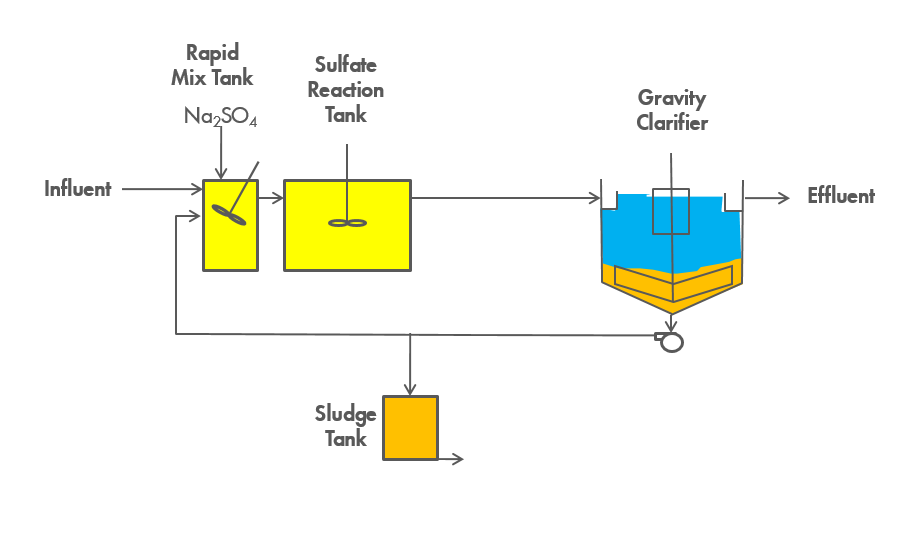 Rapid
Mix Tank
Na₂SO₄
Sulfate
Reaction
Tank
Gravity
Clarifier
Influent
Effluent
Sludge
Tank